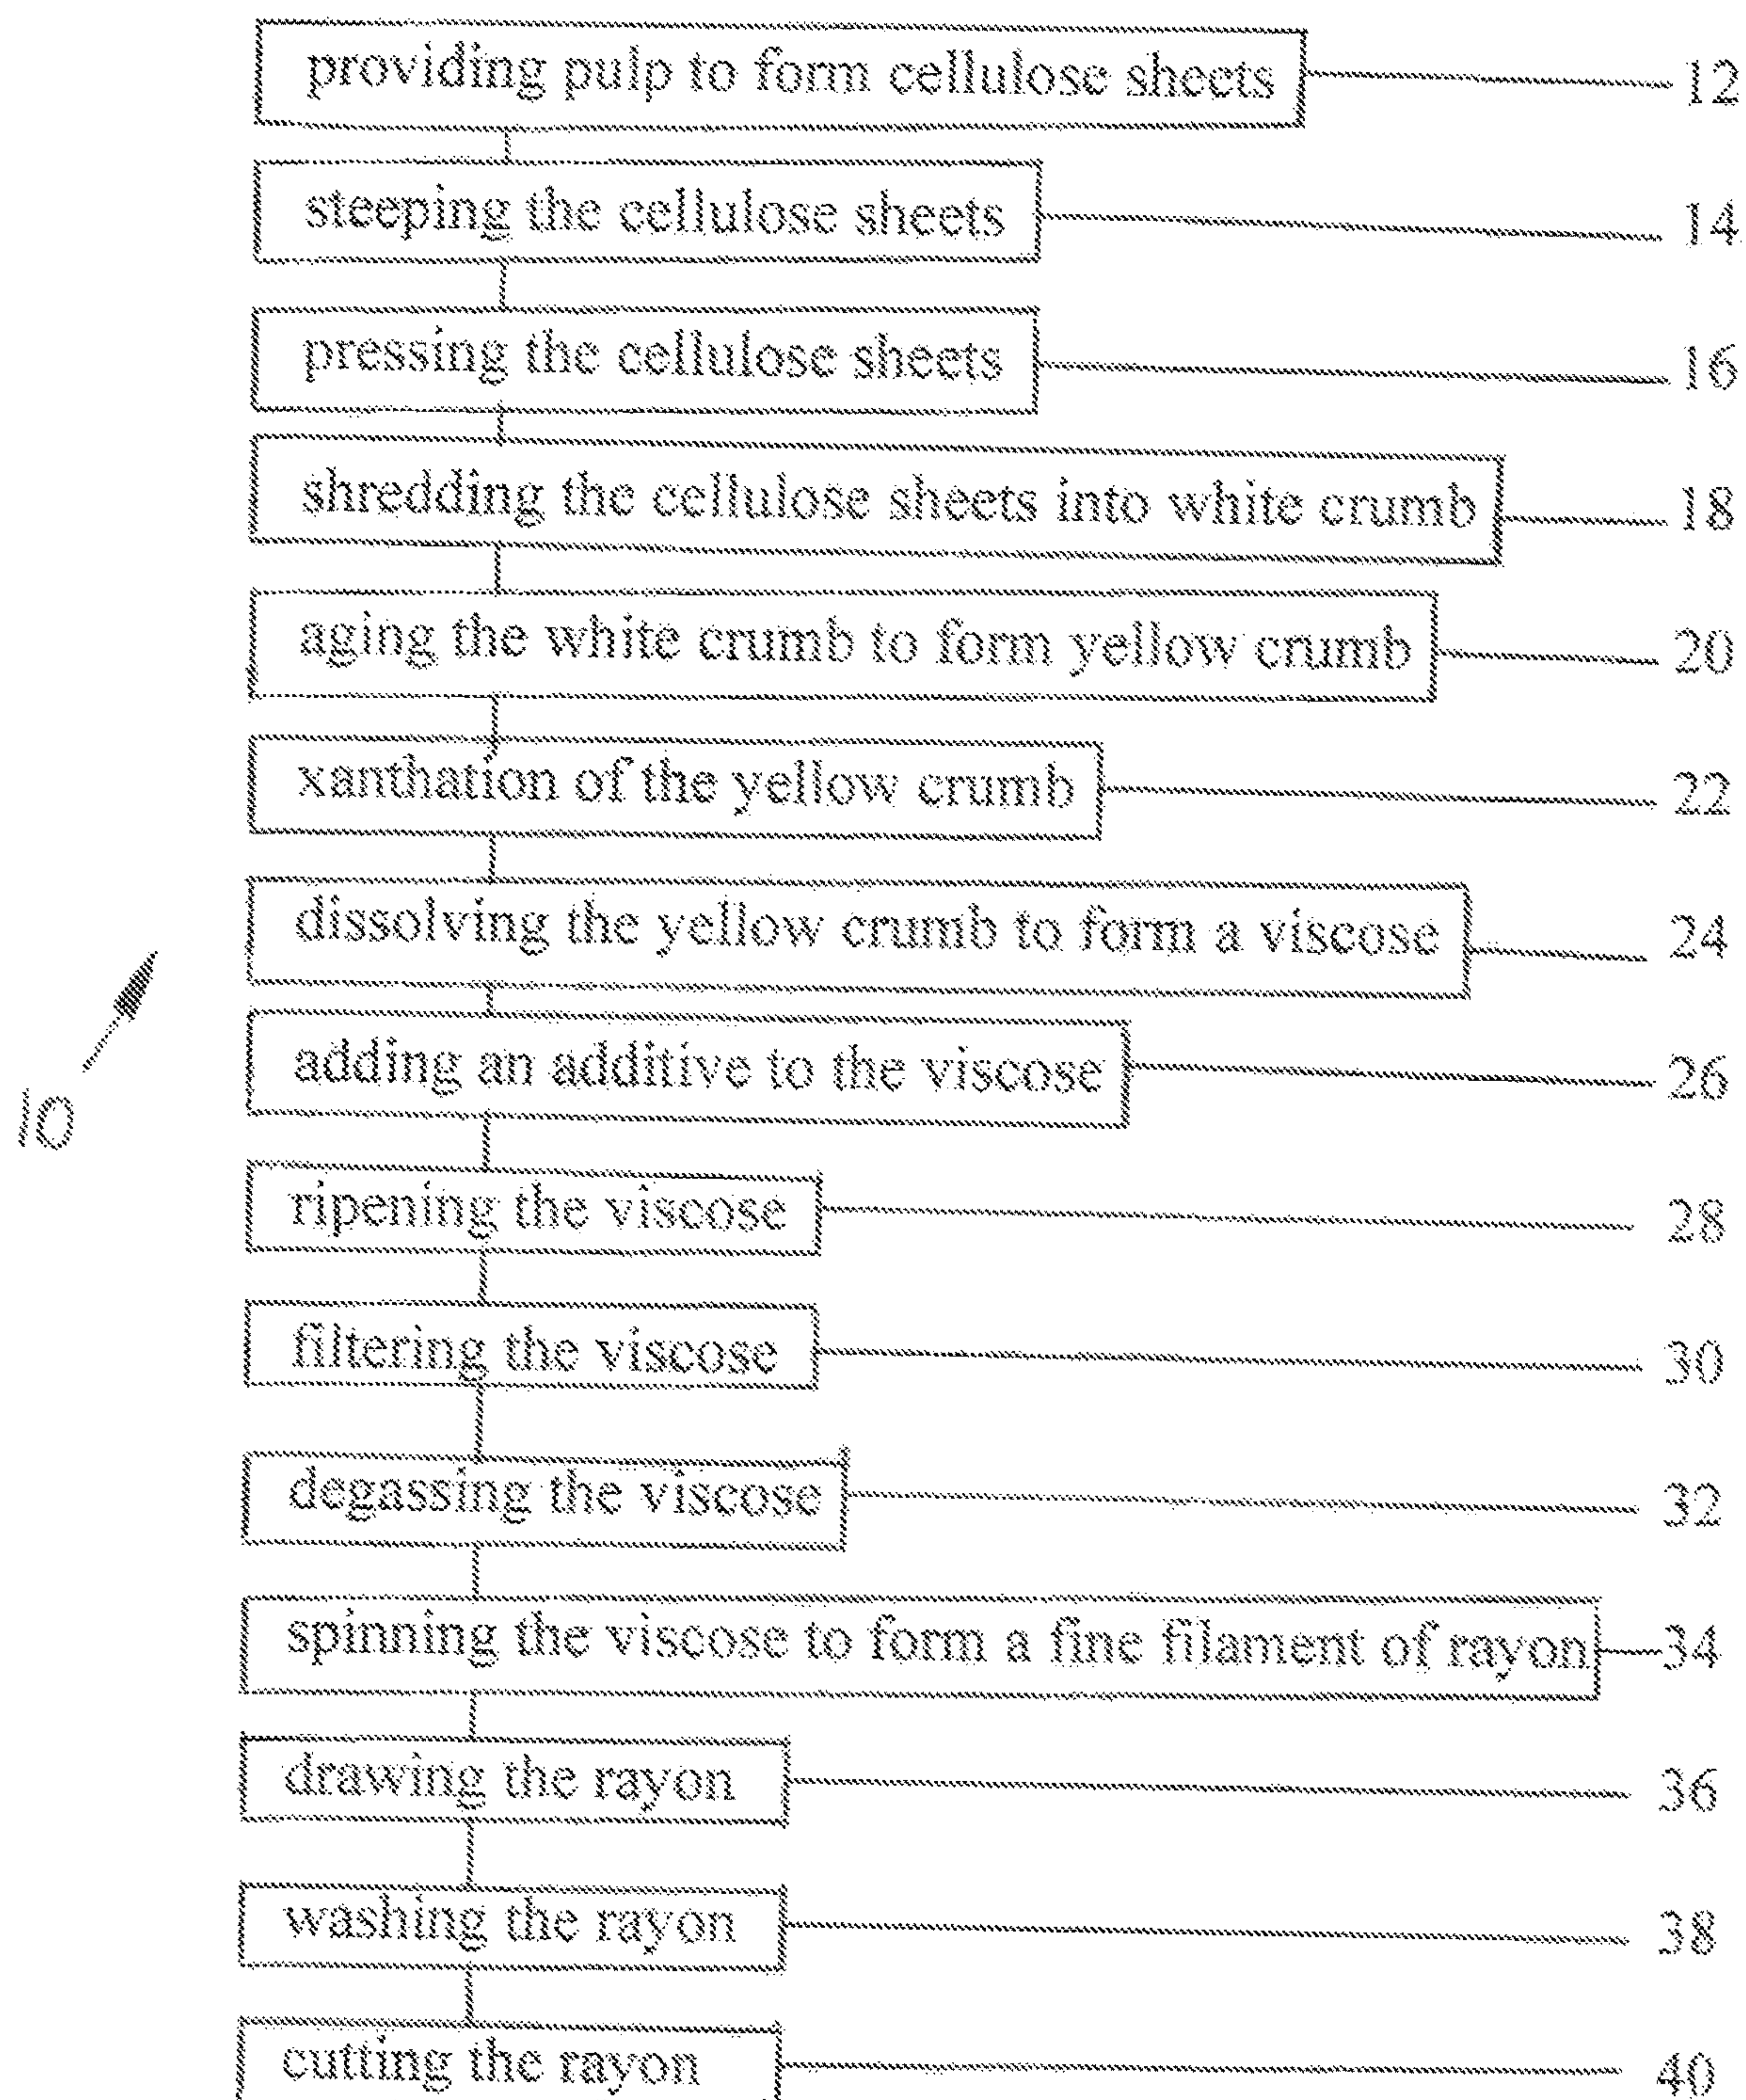 providing pulp to form cellulose sheets 12
steeping the cellulose sheets 14
pressing the cellulose sheets 16
shredding the cellulose sheets into white crumb 18
aging the white crumb to form yellow crumb 20
xanthation of the yellow crumb 22
dissolving the yellow crumb to form a viscose 24
adding an additive to the viscose 26
10
ripening the viscose 28
filtering the viscose 30
degassing the viscose 32
spinning the viscose to form a fine filament of rayon 34
drawing the rayon 36
washing the rayon 38
cutting the rayon 40